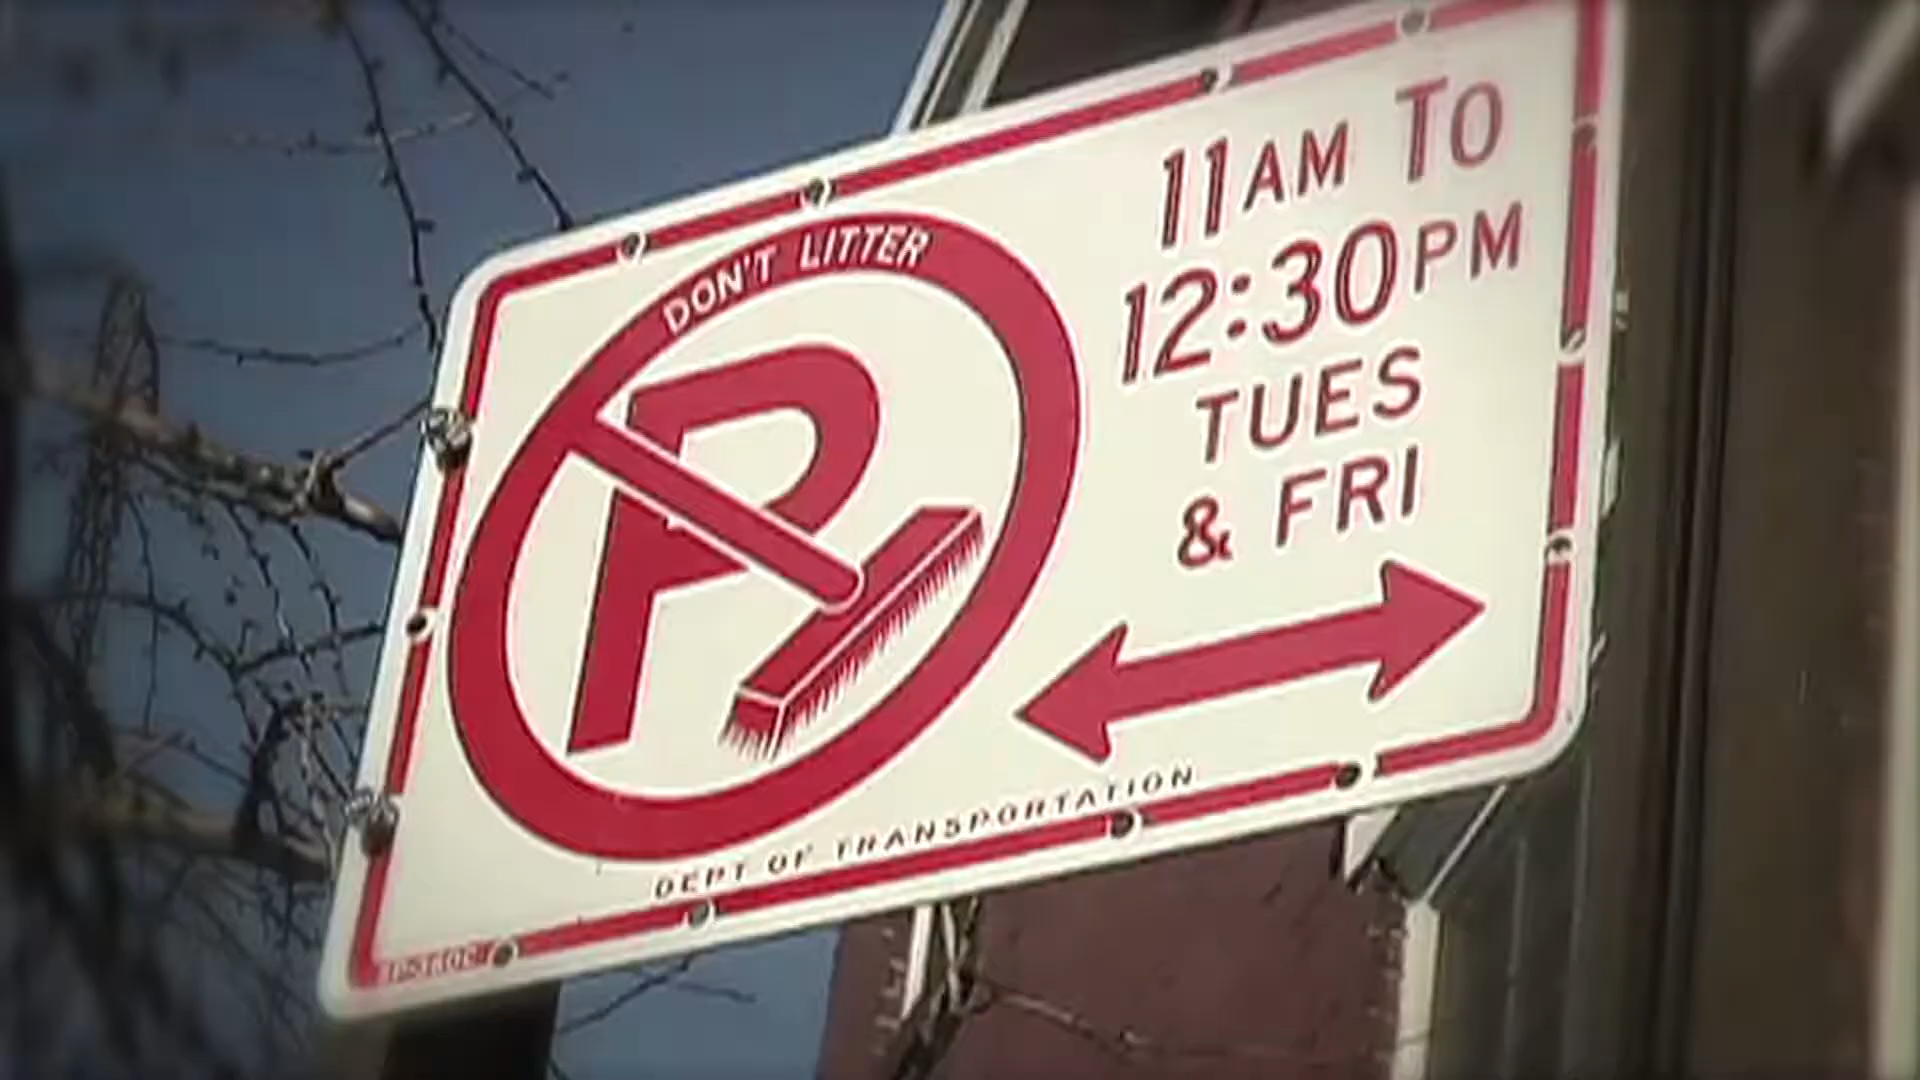 DON'T LITTER
P
11AM TO
12:30PM
TUES
& FRI
DEPT OF TRANSPORTATION